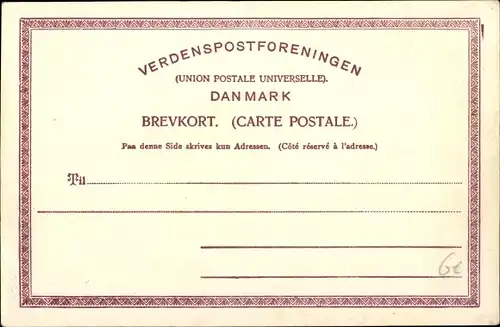 VERDENSPOSTFORENINGEN
(UNION POSTALE UNIVERSELLE).
DANMARK
BREVKORT. (CARTE POSTALE.)
Paa denne Side skrives kun Adressen. (Côté réservé à l'adresse.)
Til
6€